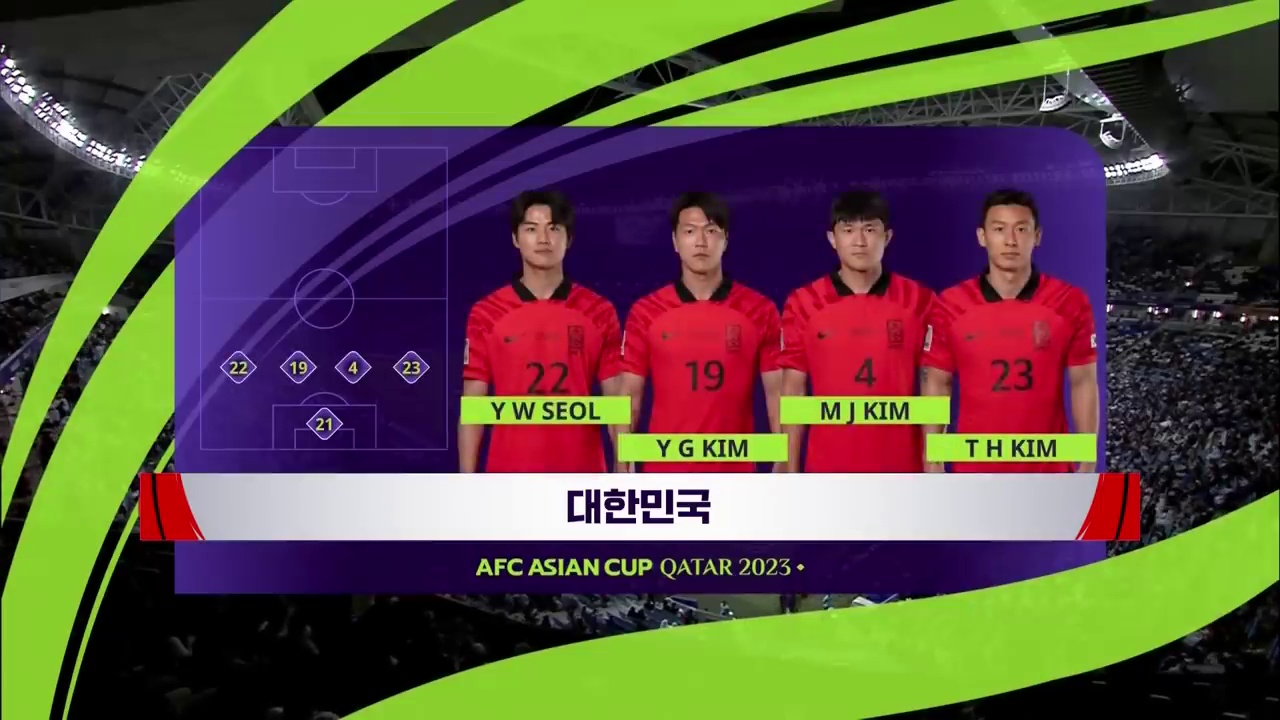 22 19 4 23
21
22
19
4
23
Y W SEOL
Y G KIM
M J KIM
T H KIM
대한민국
AFC ASIAN CUP QATAR 2023